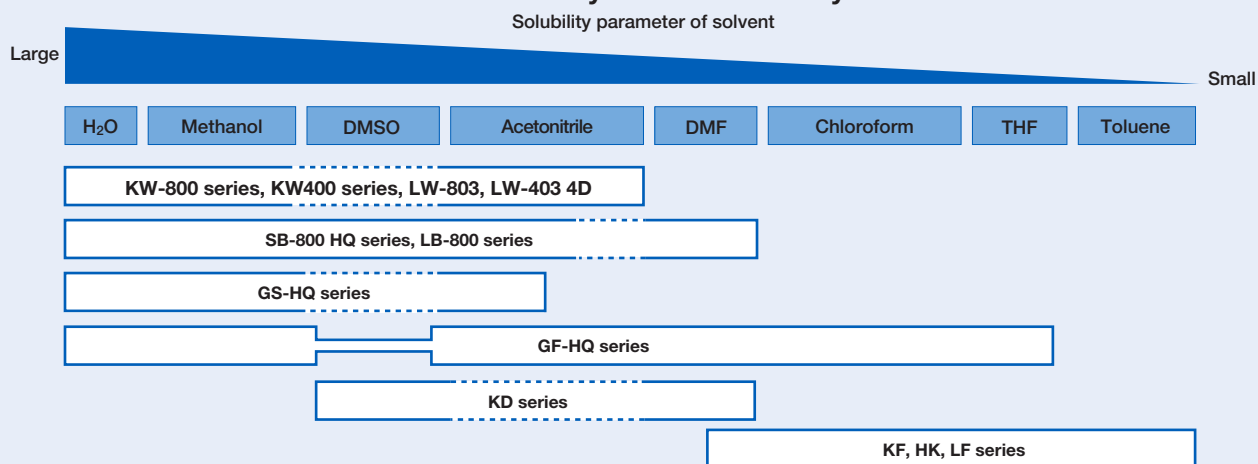 Solubility parameter of solvent
Large
Small
H₂O Methanol DMSO Acetonitrile DMF Chloroform THF Toluene
KW-800 series, KW400 series, LW-803, LW-403 4D
SB-800 HQ series, LB-800 series
GS-HQ series
GF-HQ series
KD series
KF, HK, LF series